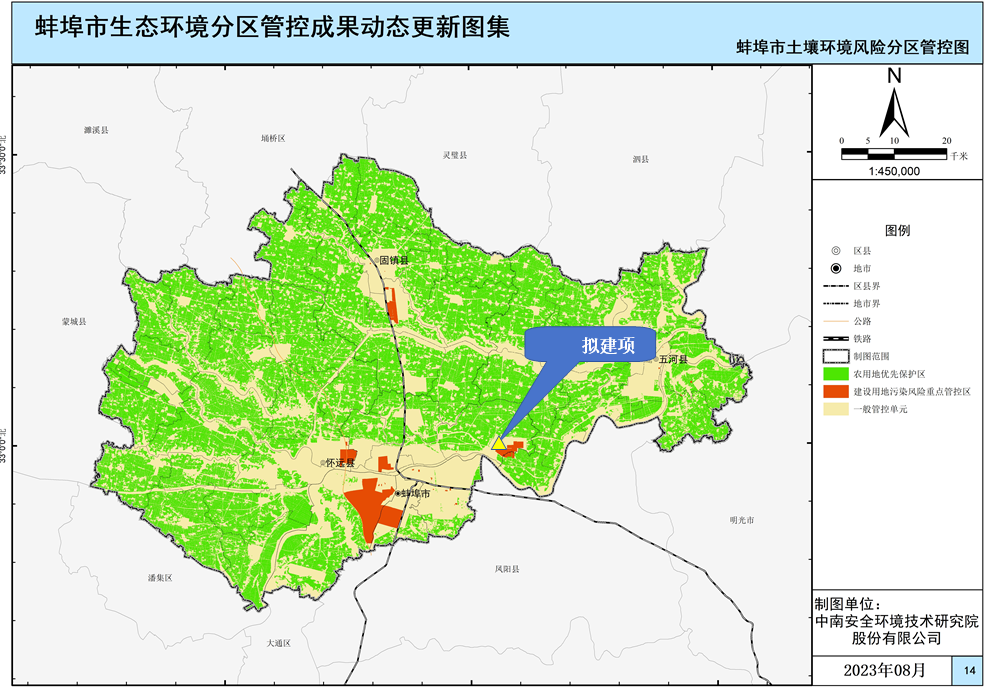 蚌埠市生态环境分区管控成果动态更新图集
蚌埠市土壤环境风险分区管控图
N
0 5 10 20
千米
1:450,000
图例
区县
地市
区县界
地市界
公路
铁路
制图范围
农用地优先保护区
建设用地污染风险重点管控区
一般管控单元
濉溪县
埇桥区
灵璧县
泗县
固镇县
蒙城县
拟建项
五河县
怀远县
蚌埠市
明光市
潘集区
凤阳县
大通区
制图单位：
中南安全环境技术研究院
股份有限公司
2023年08月
14